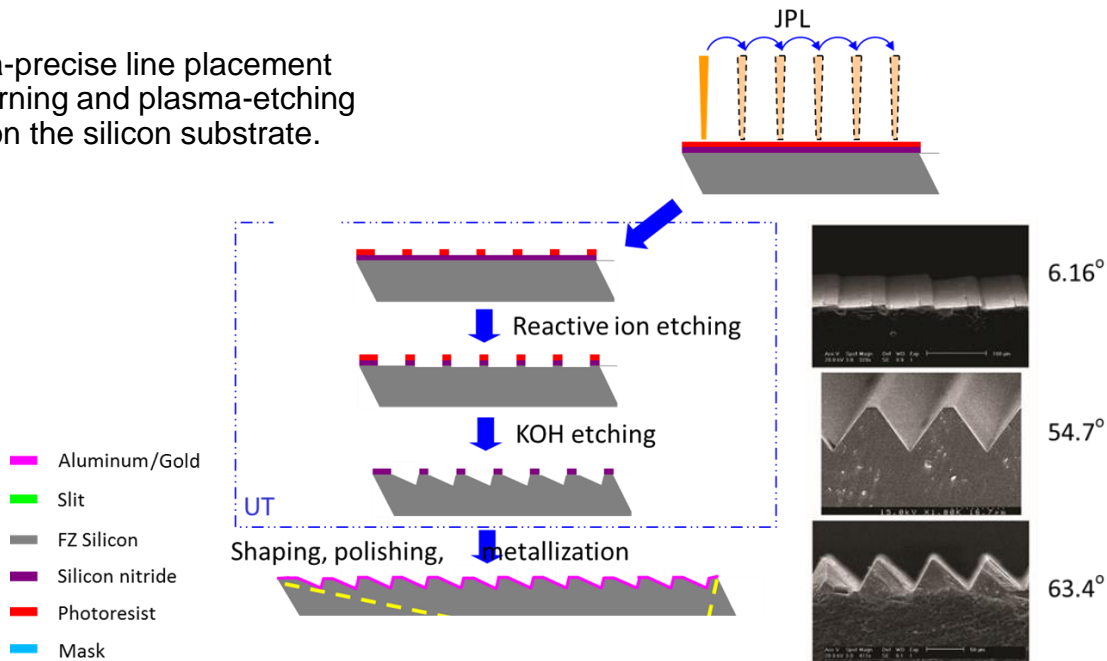 JPL
-precise line placement
rning and plasma-etching
on the silicon substrate.
6.16°
Reactive ion etching
54.7°
KOH etching
Aluminum/Gold
Slit
UT
FZ Silicon
Shaping, polishing, metallization
Silicon nitride
63.4°
Photoresist
Mask